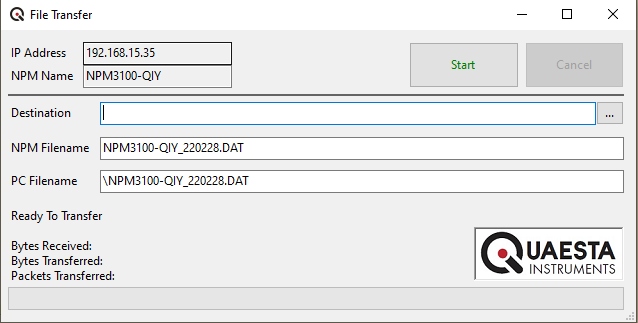 File Transfer
IP Address 192.168.15.35
NPM Name NPM3100-QIY
Start Cancel
Destination ...
NPM Filename NPM3100-QIY_220228.DAT
PC Filename \NPM3100-QIY_220228.DAT
Ready To Transfer
Bytes Received:
Bytes Transferred:
Packets Transferred:
QUAESTA
INSTRUMENTS